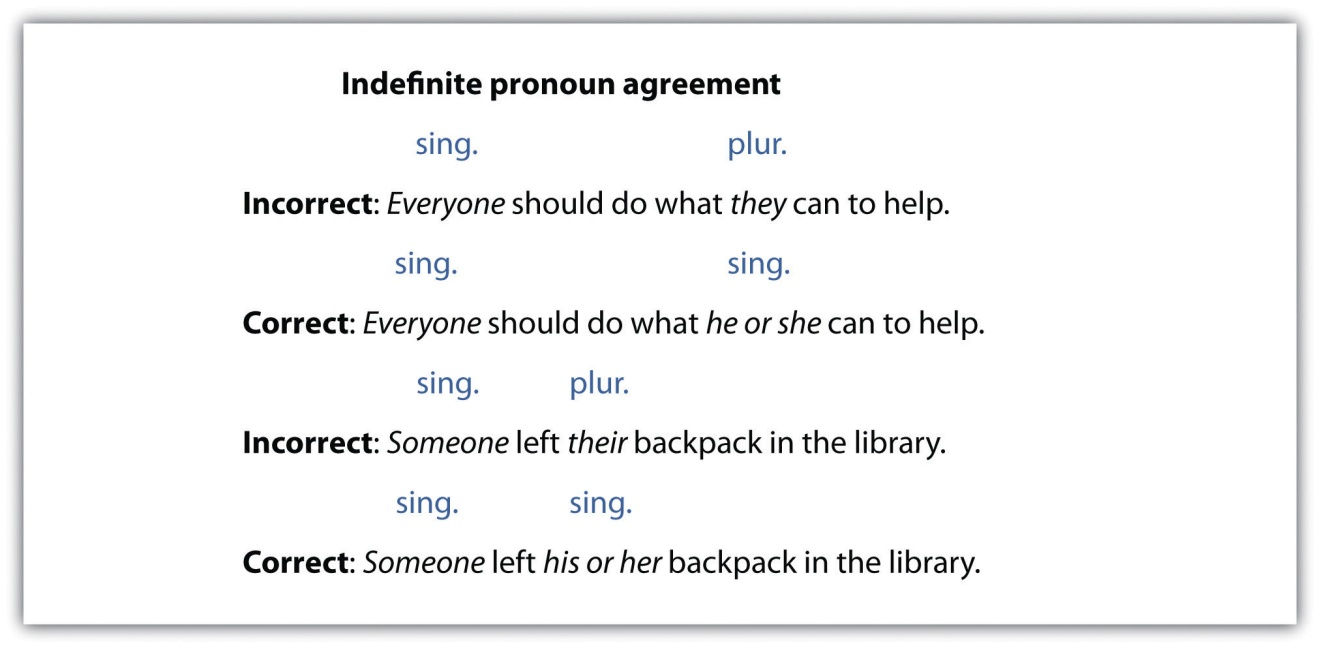 Indefinite pronoun agreement
sing. plur.
Incorrect: Everyone should do what they can to help.
sing. sing.
Correct: Everyone should do what he or she can to help.
sing. plur.
Incorrect: Someone left their backpack in the library.
sing. sing.
Correct: Someone left his or her backpack in the library.